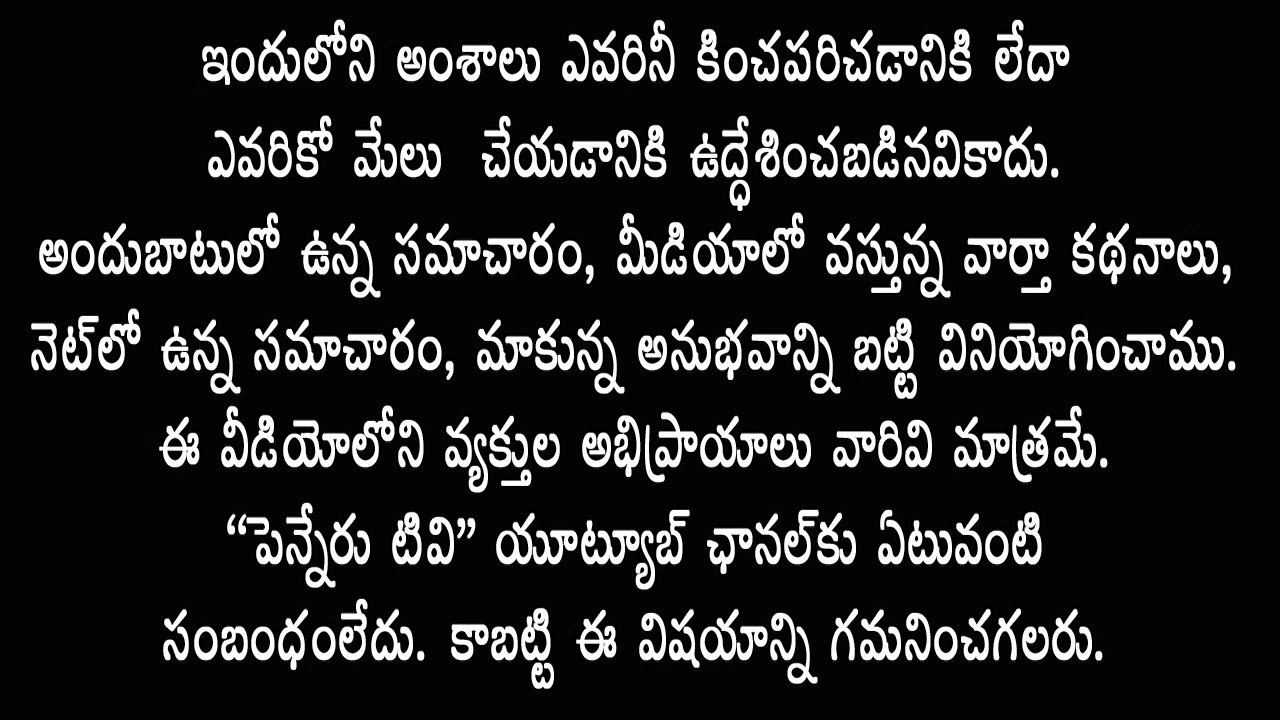 ఇందులోని అంశాలు ఎవరినీ కించపరిచడానికి లేదా
ఎవరికో మేలు చేయడానికి ఉద్ధేశించబడినవికాదు.
అందుబాటులో ఉన్న సమాచారం, మీడియాలో వస్తున్న వార్తా కథనాలు,
నెట్‌లో ఉన్న సమాచారం, మాకున్న అనుభవాన్ని బట్టి వినియోగించాము.
ఈ వీడియోలోని వ్యక్తుల అభిప్రాయాలు వారివి మాత్రమే.
“పెన్నేరు టివి” యూట్యూబ్ ఛానల్‌కు ఏటువంటి
సంబంధంలేదు. కాబట్టి ఈ విషయాన్ని గమనించగలరు.